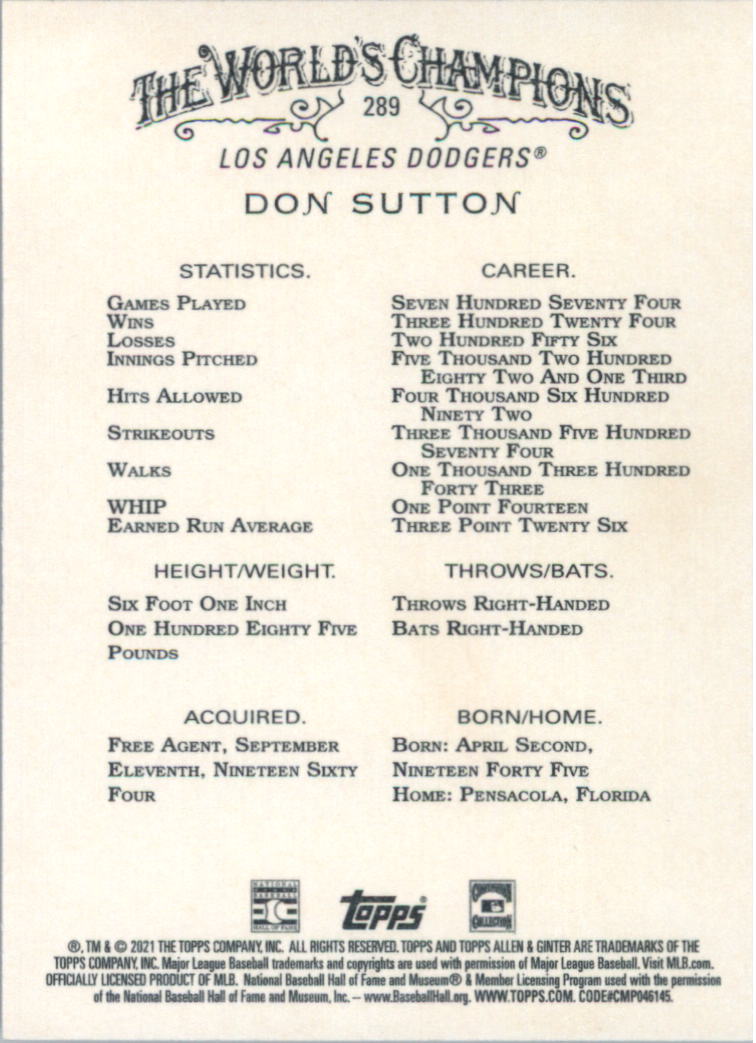 THE WORLD'S CHAMPIONS
289
LOS ANGELES DODGERS®
DON SUTTON
STATISTICS. CAREER.
GAMES PLAYED SEVEN HUNDRED SEVENTY FOUR
WINS THREE HUNDRED TWENTY FOUR
LOSSES TWO HUNDRED FIFTY SIX
INNINGS PITCHED FIVE THOUSAND TWO HUNDRED
EIGHTY TWO AND ONE THIRD
HITS ALLOWED FOUR THOUSAND SIX HUNDRED
NINETY TWO
STRIKEOUTS THREE THOUSAND FIVE HUNDRED
SEVENTY FOUR
WALKS ONE THOUSAND THREE HUNDRED
FORTY THREE
WHIP ONE POINT FOURTEEN
EARNED RUN AVERAGE THREE POINT TWENTY SIX
HEIGHT/WEIGHT. THROWS/BATS.
SIX FOOT ONE INCH THROWS RIGHT-HANDED
ONE HUNDRED EIGHTY FIVE BATS RIGHT-HANDED
POUNDS
ACQUIRED. BORN/HOME.
FREE AGENT, SEPTEMBER BORN: APRIL SECOND,
ELEVENTH, NINETEEN SIXTY NINETEEN FORTY FIVE
FOUR HOME: PENSACOLA, FLORIDA
NATIONAL
BASEBALL
HALL OF FAME
topps®
COOPERSTOWN
COLLECTION
®, TM & © 2021 THE TOPPS COMPANY, INC. ALL RIGHTS RESERVED. TOPPS AND TOPPS ALLEN & GINTER ARE TRADEMARKS OF THE
TOPPS COMPANY, INC. Major League Baseball trademarks and copyrights are used with permission of Major League Baseball. Visit MLB.com.
OFFICIALLY LICENSED PRODUCT OF MLB. National Baseball Hall of Fame and Museum® & Member Licensing Program used with the permission
of the National Baseball Hall of Fame and Museum, Inc. – www.BaseballHall.org. WWW.TOPPS.COM. CODE#CMP046145.